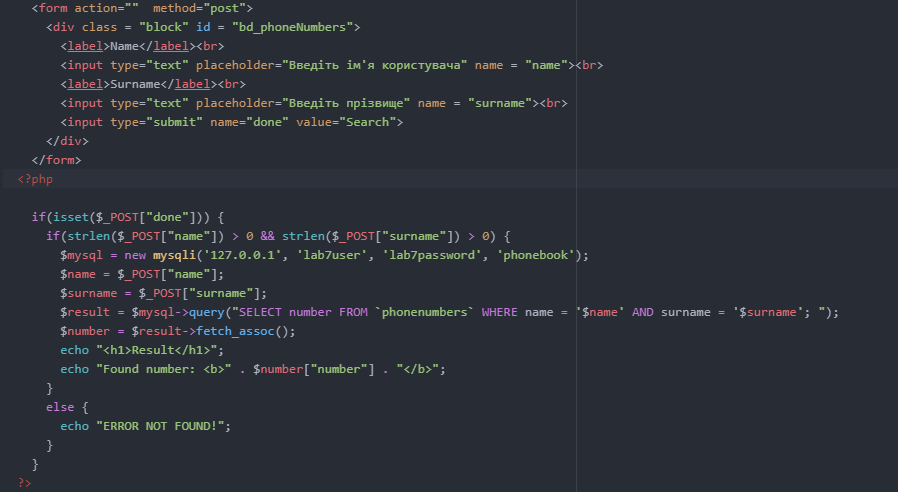 <form action=""  method="post">
<div class = "block" id = "bd_phoneNumbers">
<label>Name</label><br>
<input type="text" placeholder="Введіть ім'я користувача" name = "name"><br>
<label>Surname</label><br>
<input type="text" placeholder="Введіть прізвище" name = "surname"><br>
<input type="submit" name="done" value="Search">
</div>
</form>
<?php
if(isset($_POST["done"])) {
if(strlen($_POST["name"]) > 0 && strlen($_POST["surname"]) > 0) {
$mysql = new mysqli('127.0.0.1', 'lab7user', 'lab7password', 'phonebook');
$name = $_POST["name"];
$surname = $_POST["surname"];
$result = $mysql->query("SELECT number FROM `phonenumbers` WHERE name = '$name' AND surname = '$surname'; ");
$number = $result->fetch_assoc();
echo "<h1>Result</h1>";
echo "Found number: <b>" . $number["number"] . "</b>";
}
else {
echo "ERROR NOT FOUND!";
}
}
?>